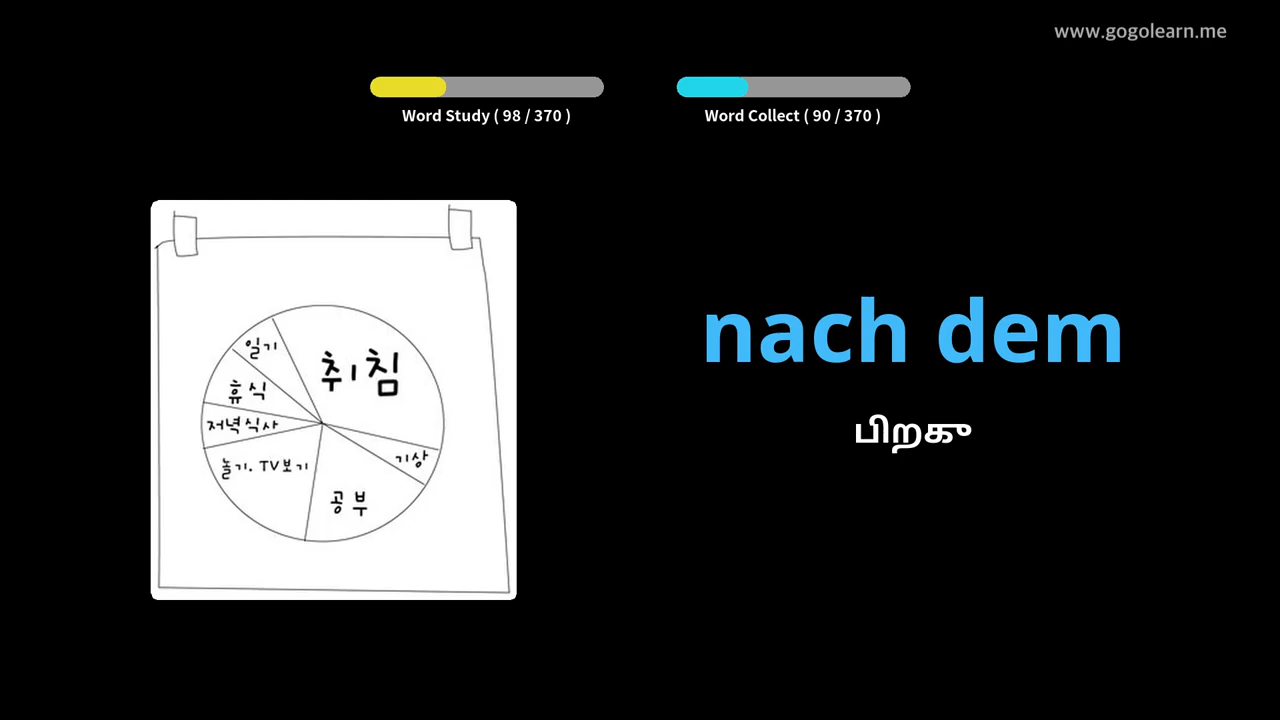 www.gogolearn.me
Word Study ( 98 / 370 )
Word Collect ( 90 / 370 )
일기
취침
휴식
저녁식사
놀기. TV보기
기상
공부
nach dem
பிறகு